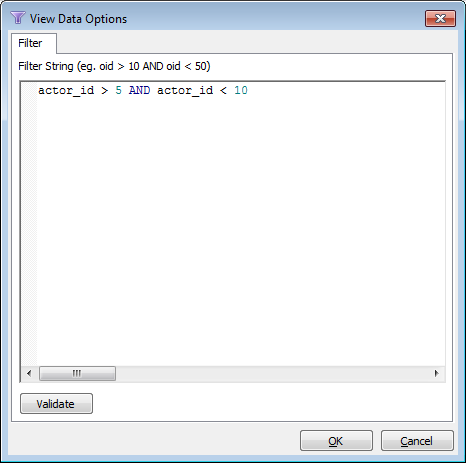 View Data Options
Filter
Filter String (eg. oid > 10 AND oid < 50)
actor_id > 5 AND actor_id < 10
Validate
OK
Cancel